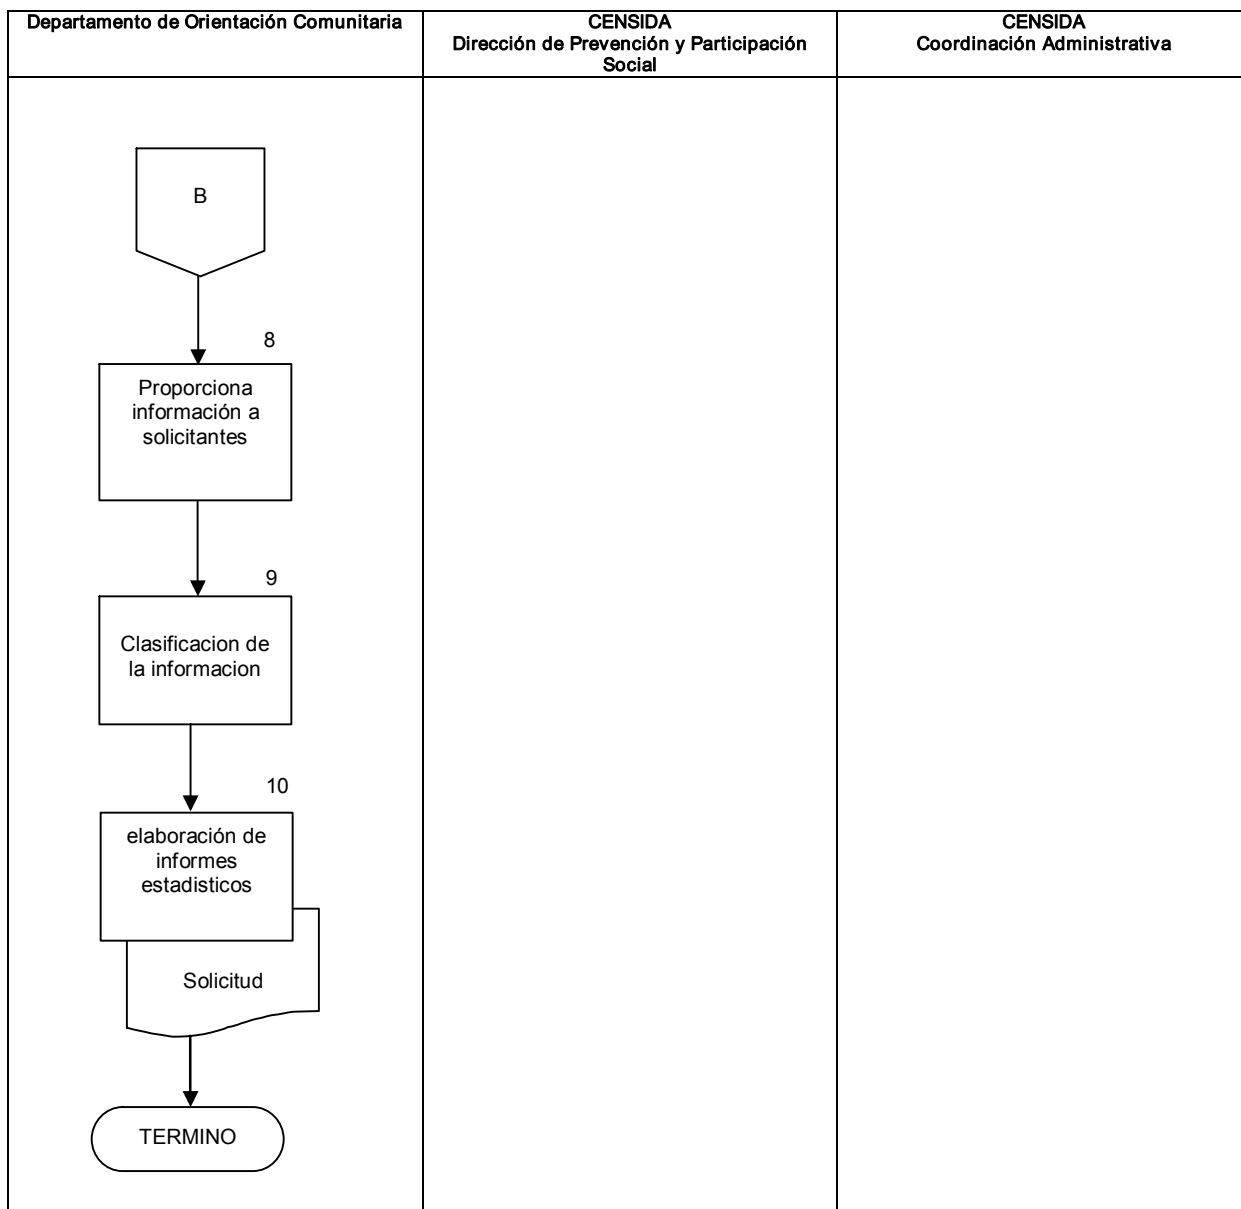 Departamento de Orientación Comunitaria
CENSIDA
Dirección de Prevención y Participación
Social
CENSIDA
Coordinación Administrativa
B
8
Proporciona
información a
solicitantes
9
Clasificacion de
la informacion
10
elaboración de
informes
estadisticos
Solicitud
TERMINO